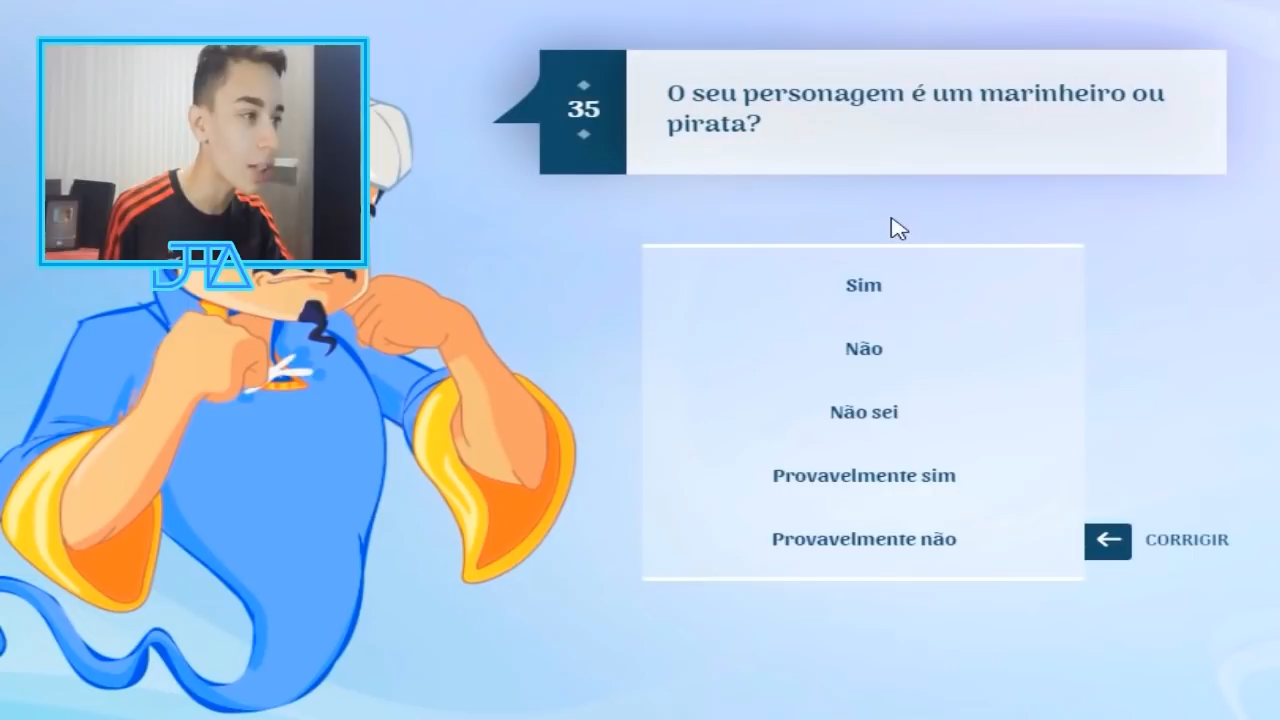 35
O seu personagem é um marinheiro ou
pirata?
Sim
Não
Não sei
Provavelmente sim
Provavelmente não
CORRIGIR
JTA